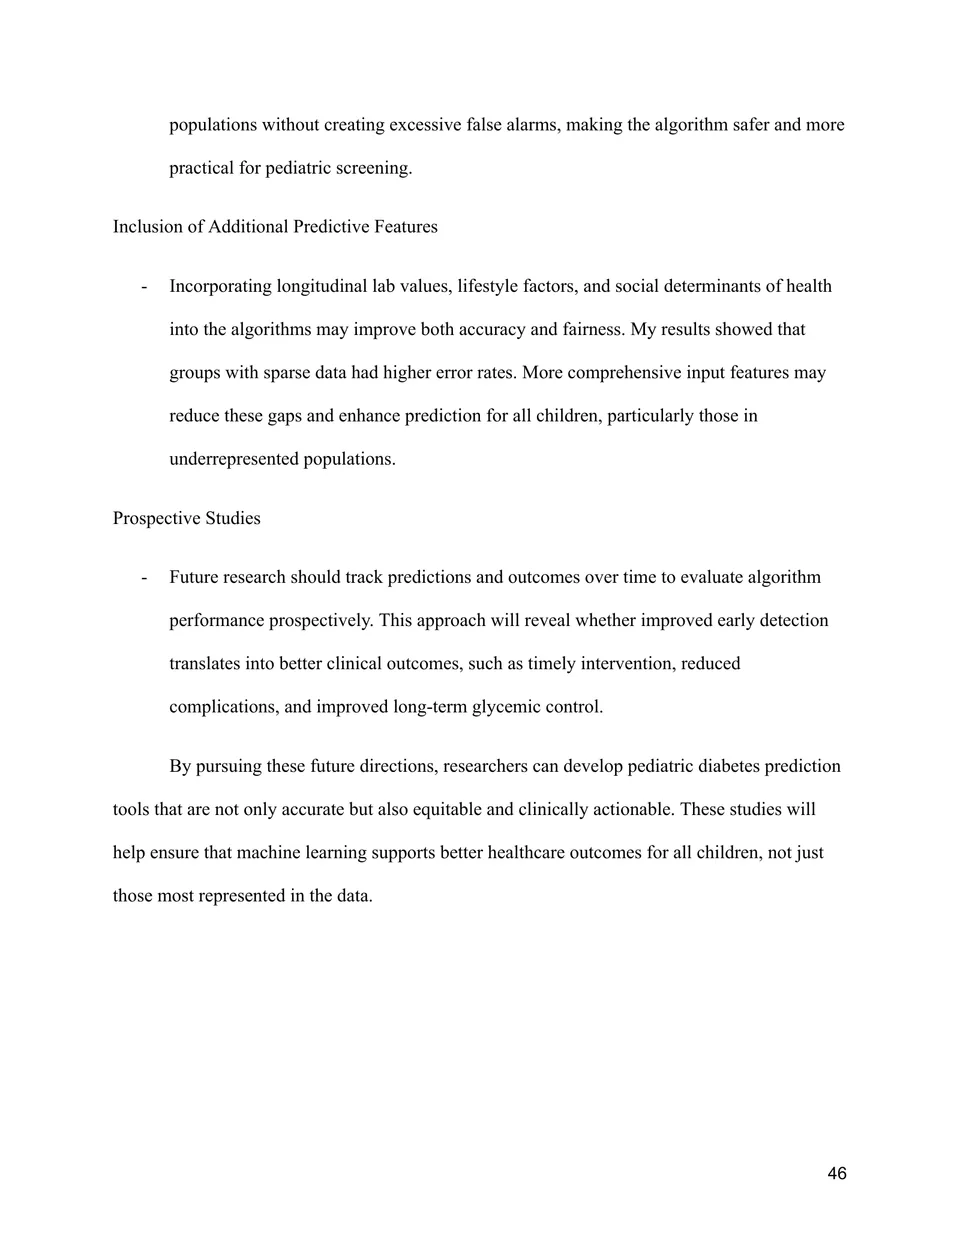 populations without creating excessive false alarms, making the algorithm safer and more
practical for pediatric screening.
Inclusion of Additional Predictive Features
- Incorporating longitudinal lab values, lifestyle factors, and social determinants of health
into the algorithms may improve both accuracy and fairness. My results showed that
groups with sparse data had higher error rates. More comprehensive input features may
reduce these gaps and enhance prediction for all children, particularly those in
underrepresented populations.
Prospective Studies
- Future research should track predictions and outcomes over time to evaluate algorithm
performance prospectively. This approach will reveal whether improved early detection
translates into better clinical outcomes, such as timely intervention, reduced
complications, and improved long-term glycemic control.
By pursuing these future directions, researchers can develop pediatric diabetes prediction
tools that are not only accurate but also equitable and clinically actionable. These studies will
help ensure that machine learning supports better healthcare outcomes for all children, not just
those most represented in the data.
46